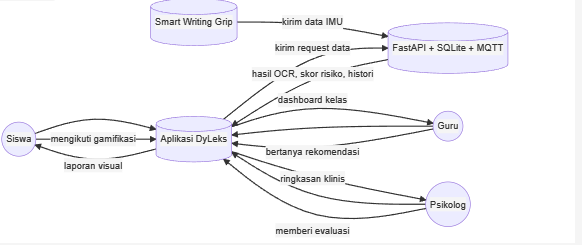 Smart Writing Grip
kirim data IMU
FastAPI + SQLite + MQTT
kirim request data
hasil OCR, skor risiko, histori
dashboard kelas
Guru
Siswa
mengikuti gamifikasi
Aplikasi DyLeks
bertanya rekomendasi
laporan visual
ringkasan klinis
Psikolog
memberi evaluasi